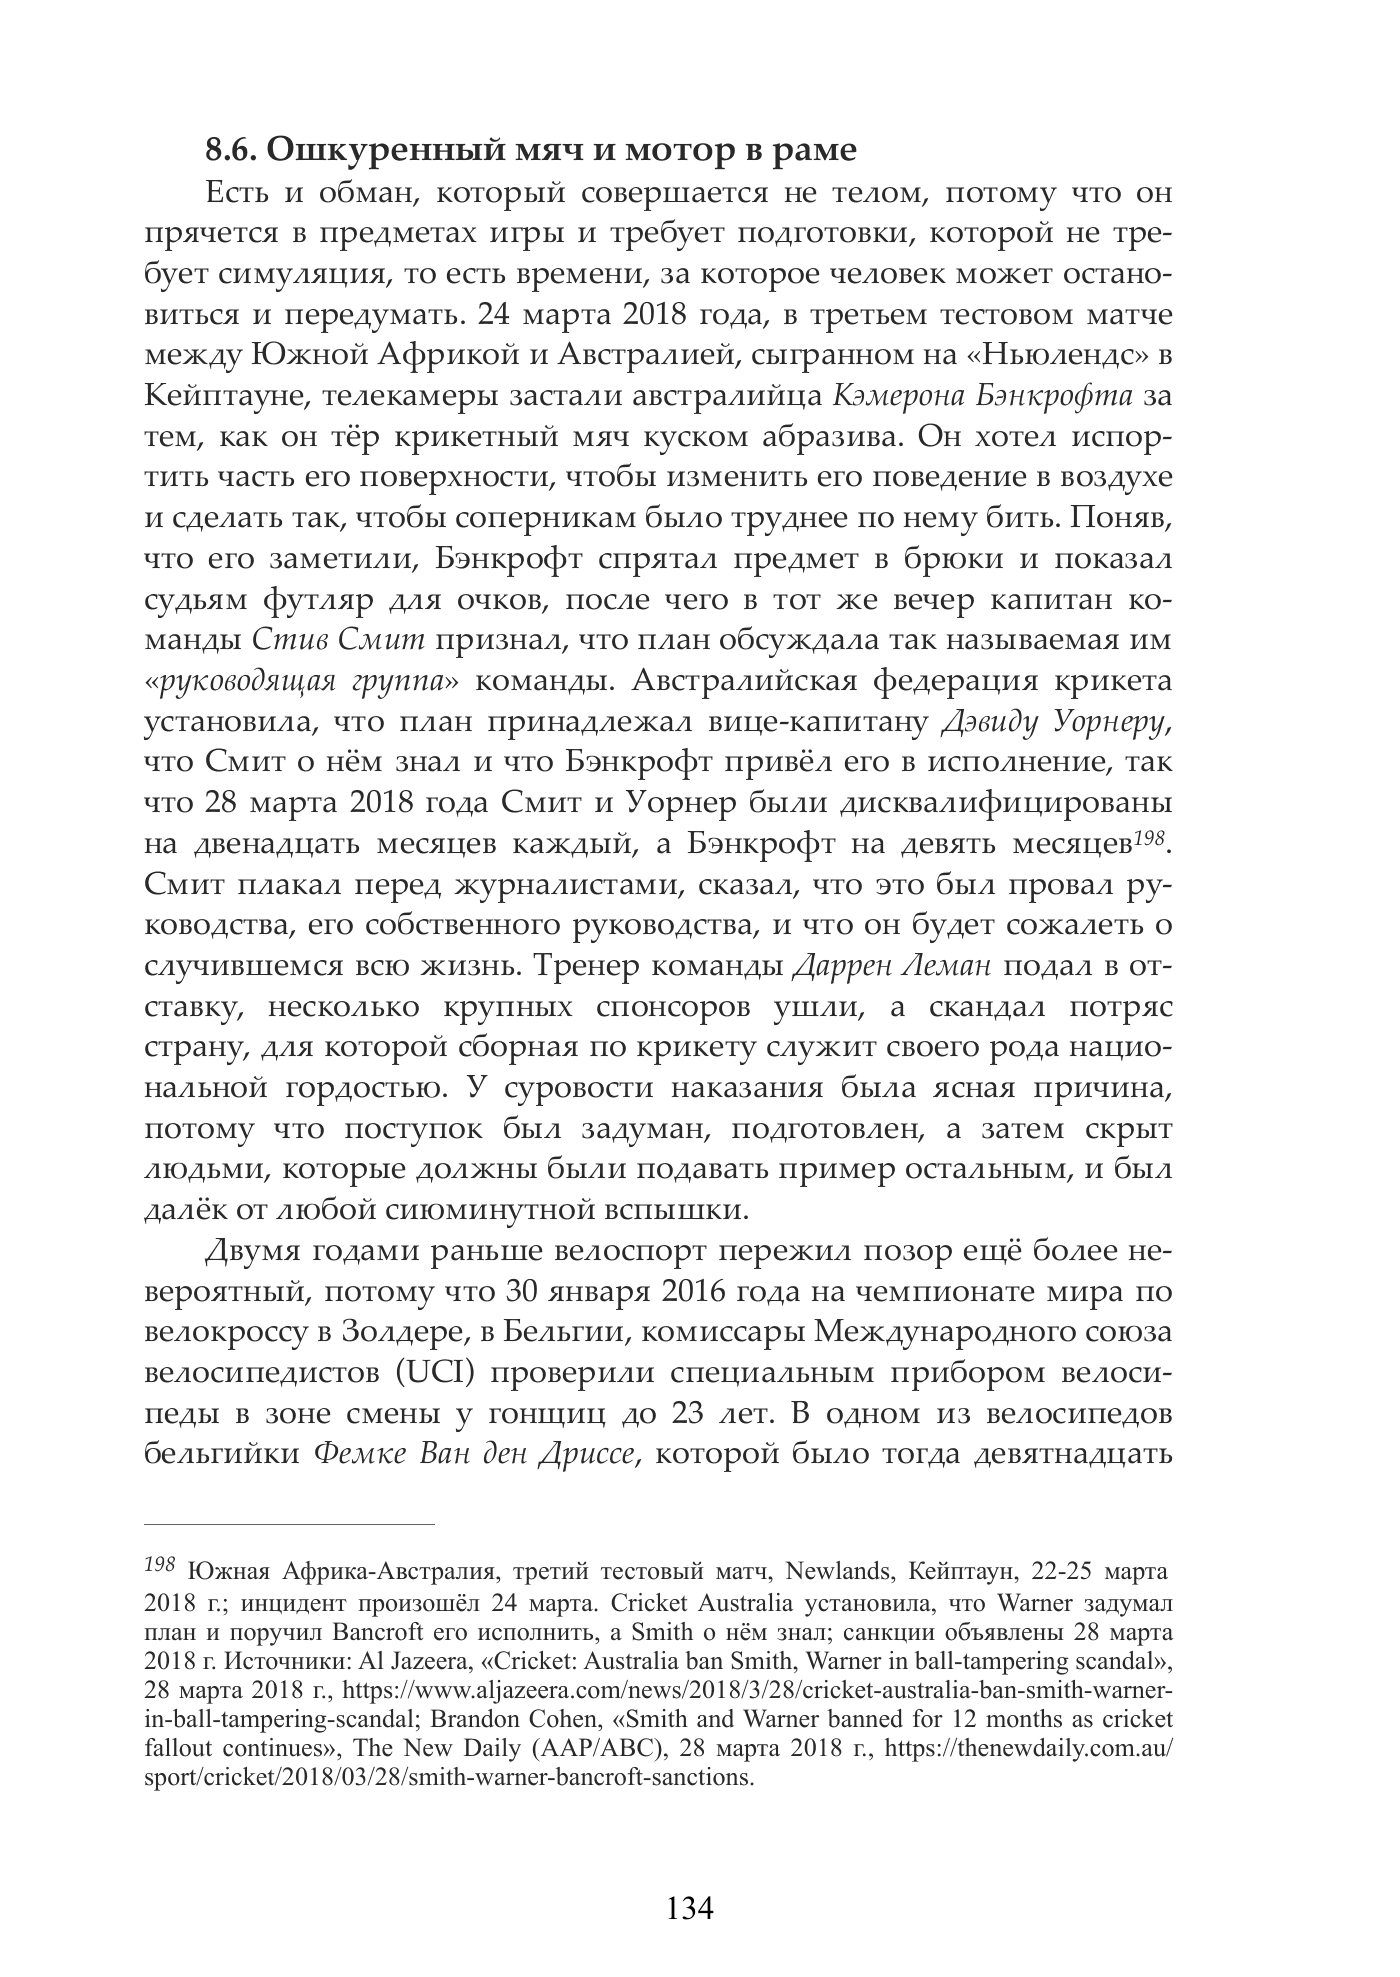 8.6. Ошкуренный мяч и мотор в раме
Есть и обман, который совершается не телом, потому что он
прячется в предметах игры и требует подготовки, которой не тре-
бует симуляция, то есть времени, за которое человек может остано-
виться и передумать. 24 марта 2018 года, в третьем тестовом матче
между Южной Африкой и Австралией, сыгранном на «Ньюлендс» в
Кейптауне, телекамеры застали австралийца Кэмерона Бэнкрофта за
тем, как он тёр крикетный мяч куском абразива. Он хотел испор-
тить часть его поверхности, чтобы изменить его поведение в воздухе
и сделать так, чтобы соперникам было труднее по нему бить. Поняв,
что его заметили, Бэнкрофт спрятал предмет в брюки и показал
судьям футляр для очков, после чего в тот же вечер капитан ко-
манды Стив Смит признал, что план обсуждала так называемая им
«руководящая группа» команды. Австралийская федерация крикета
установила, что план принадлежал вице-капитану Дэвиду Уорнеру,
что Смит о нём знал и что Бэнкрофт привёл его в исполнение, так
что 28 марта 2018 года Смит и Уорнер были дисквалифицированы
на двенадцать месяцев каждый, а Бэнкрофт на девять месяцев198.
Смит плакал перед журналистами, сказал, что это был провал ру-
ководства, его собственного руководства, и что он будет сожалеть о
случившемся всю жизнь. Тренер команды Даррен Леман подал в от-
ставку, несколько крупных спонсоров ушли, а скандал потряс
страну, для которой сборная по крикету служит своего рода нацио-
нальной гордостью. У суровости наказания была ясная причина,
потому что поступок был задуман, подготовлен, а затем скрыт
людьми, которые должны были подавать пример остальным, и был
далёк от любой сиюминутной вспышки.
Двумя годами раньше велоспорт пережил позор ещё более не-
вероятный, потому что 30 января 2016 года на чемпионате мира по
велокроссу в Золдере, в Бельгии, комиссары Международного союза
велосипедистов (UCI) проверили специальным прибором велоси-
педы в зоне смены у гонщиц до 23 лет. В одном из велосипедов
бельгийки Фемке Ван ден Дриссе, которой было тогда девятнадцать
198 Южная Африка-Австралия, третий тестовый матч, Newlands, Кейптаун, 22-25 марта
2018 г.; инцидент произошёл 24 марта. Cricket Australia установила, что Warner задумал
план и поручил Bancroft его исполнить, а Smith о нём знал; санкции объявлены 28 марта
2018 г. Источники: Al Jazeera, «Cricket: Australia ban Smith, Warner in ball-tampering scandal»,
28 марта 2018 г., https://www.aljazeera.com/news/2018/3/28/cricket-australia-ban-smith-warner-
in-ball-tampering-scandal; Brandon Cohen, «Smith and Warner banned for 12 months as cricket
fallout continues», The New Daily (AAP/ABC), 28 марта 2018 г., https://thenewdaily.com.au/
sport/cricket/2018/03/28/smith-warner-bancroft-sanctions.
134